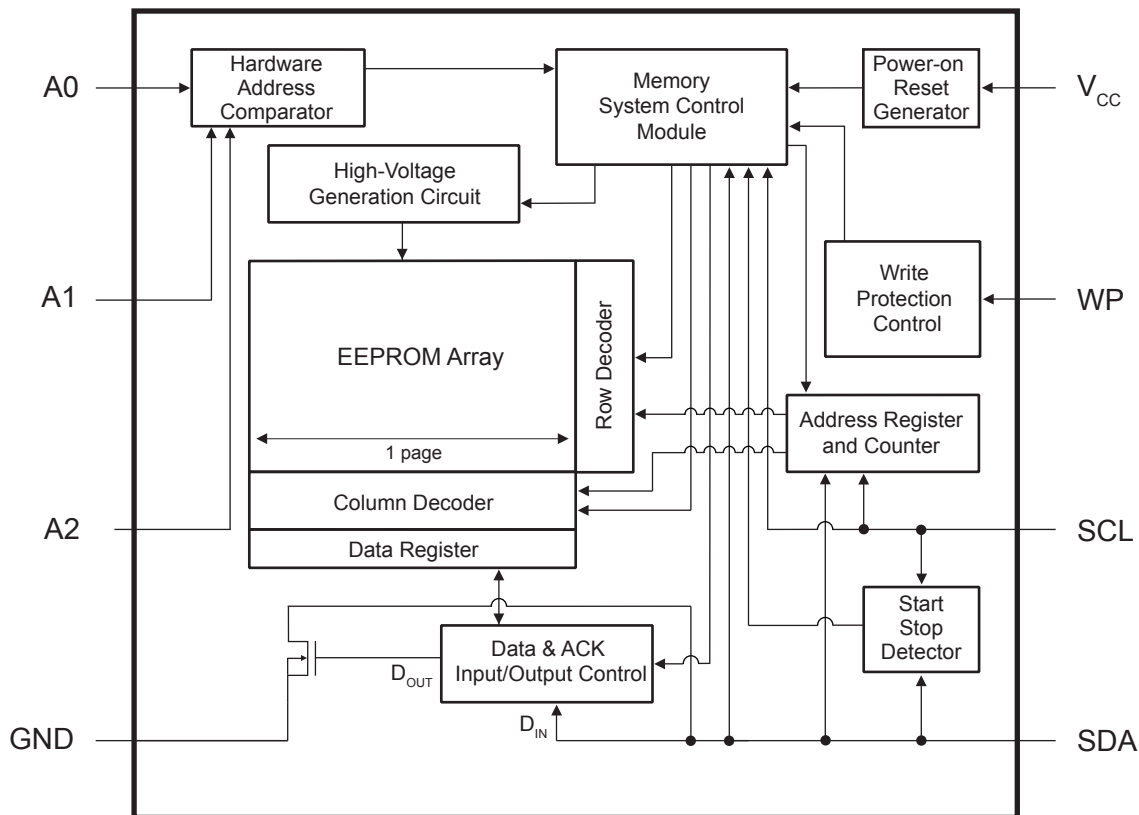 A0
Hardware
Address
Comparator
Memory
System Control
Module
Power-on
Reset
Generator
VCC
High-Voltage
Generation Circuit
A1
EEPROM Array
Row Decoder
1 page
Write
Protection
Control
WP
Address Register
and Counter
Column Decoder
Data Register
A2
SCL
Start
Stop
Detector
Data & ACK
Input/Output Control
DOUT
DIN
GND
SDA